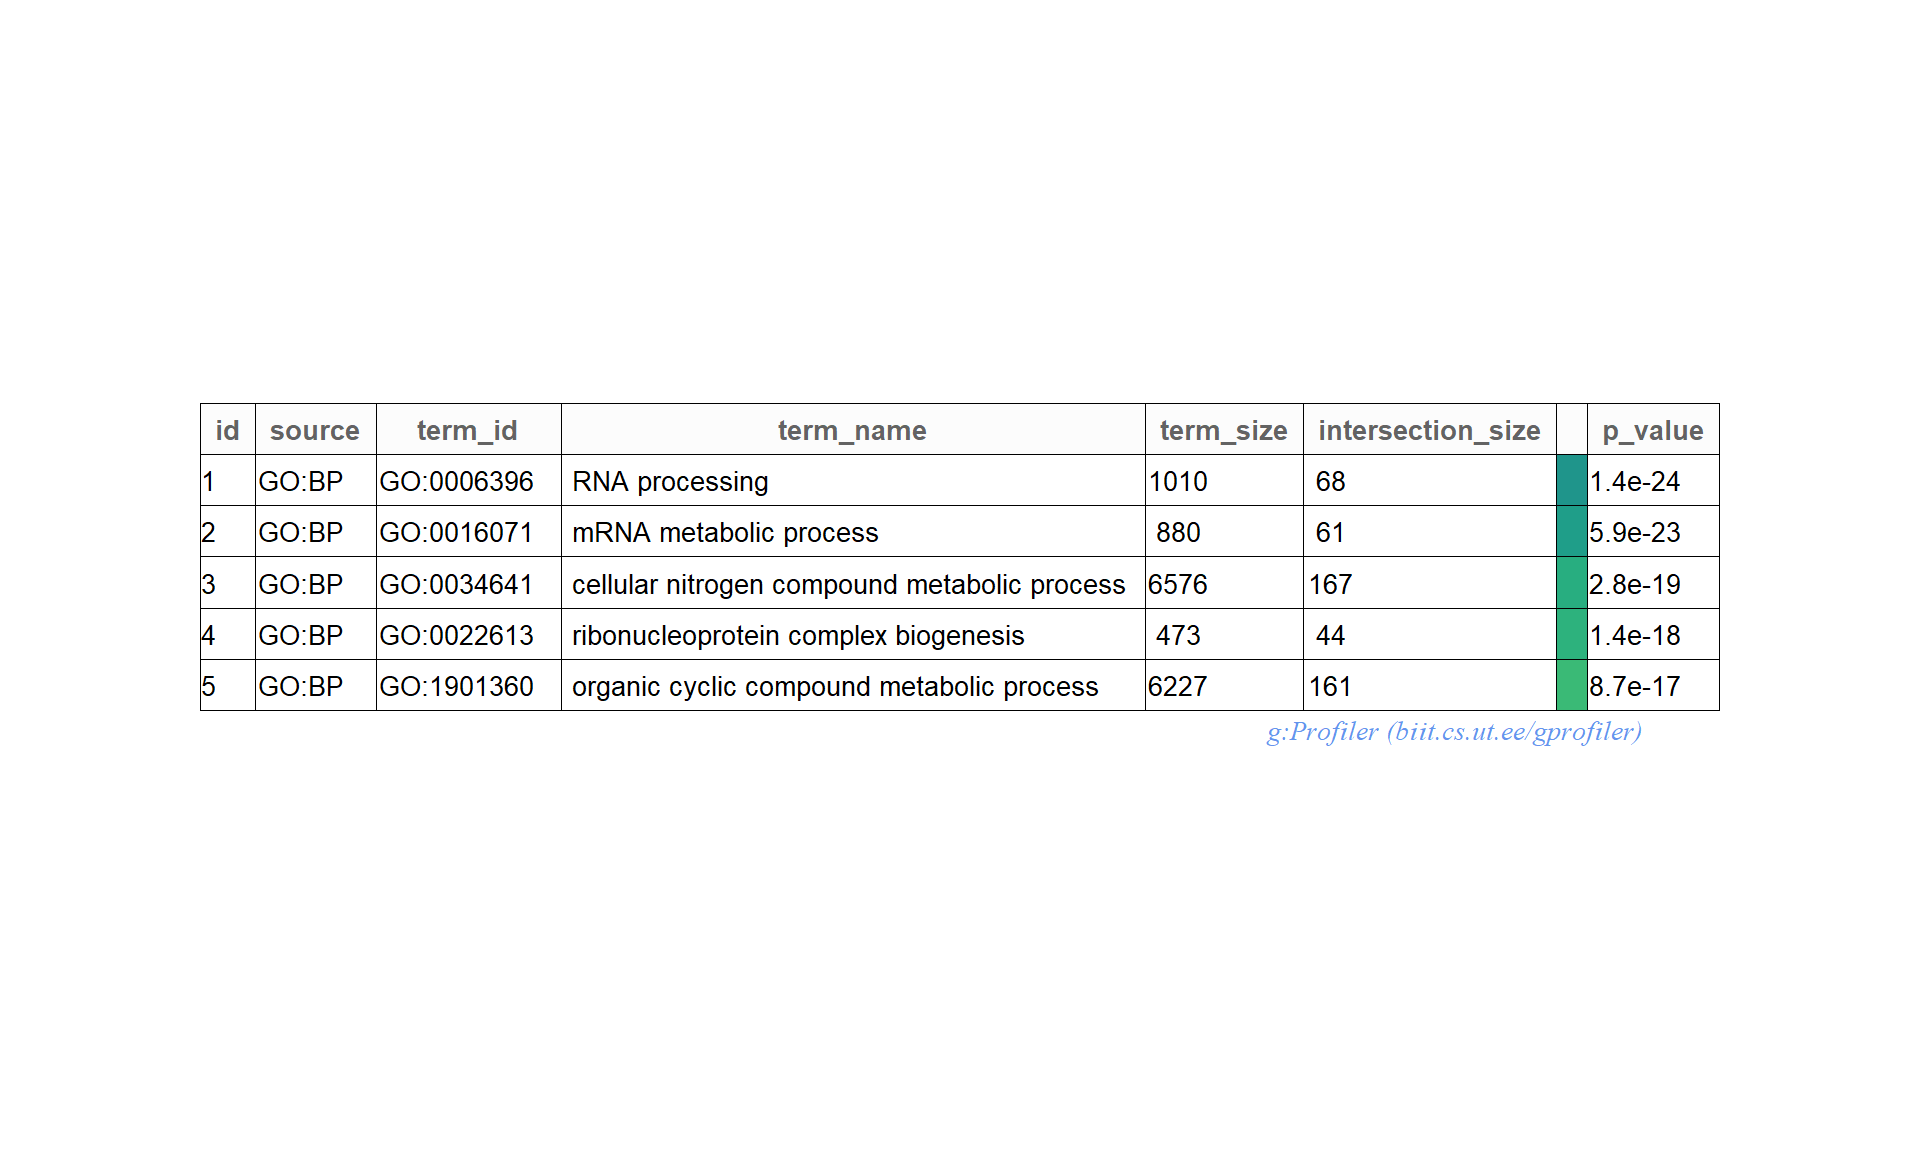 id source term_id term_name term_size intersection_size p_value
1 GO:BP GO:0006396 RNA processing 1010 68 1.4e-24
2 GO:BP GO:0016071 mRNA metabolic process 880 61 5.9e-23
3 GO:BP GO:0034641 cellular nitrogen compound metabolic process 6576 167 2.8e-19
4 GO:BP GO:0022613 ribonucleoprotein complex biogenesis 473 44 1.4e-18
5 GO:BP GO:1901360 organic cyclic compound metabolic process 6227 161 8.7e-17
g:Profiler (biit.cs.ut.ee/gprofiler)